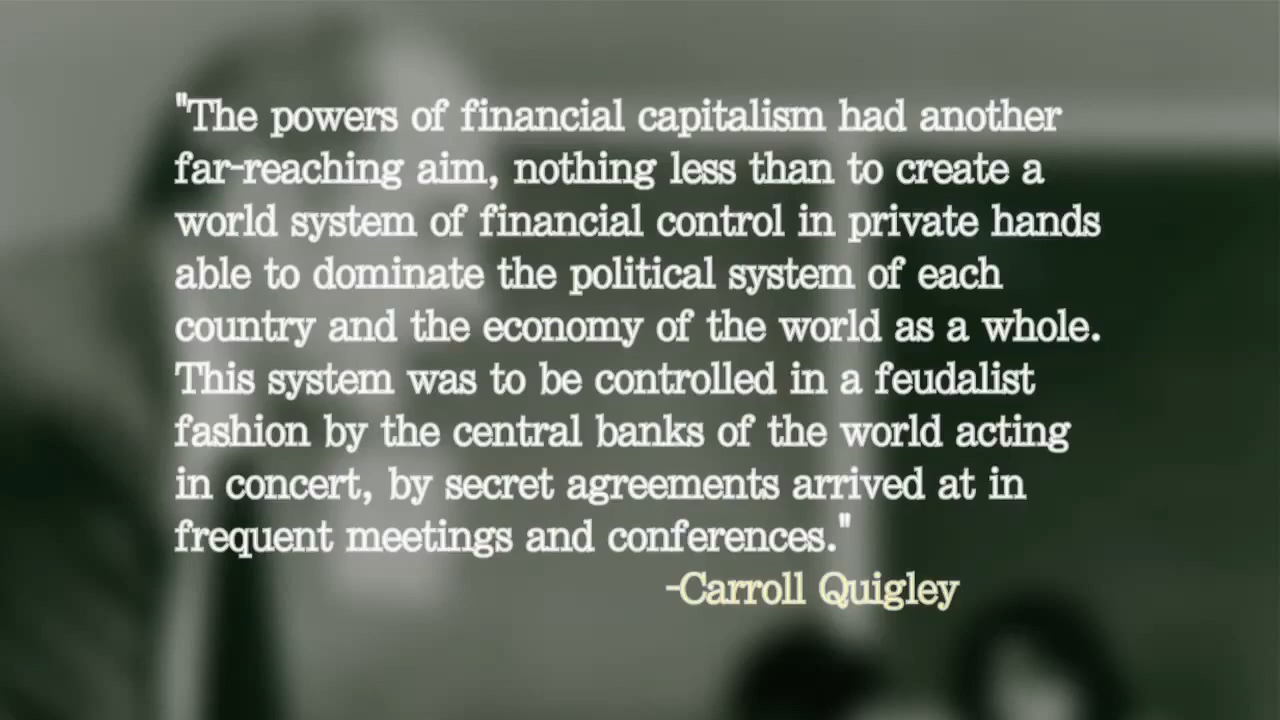 "The powers of financial capitalism had another
far-reaching aim, nothing less than to create a
world system of financial control in private hands
able to dominate the political system of each
country and the economy of the world as a whole.
This system was to be controlled in a feudalist
fashion by the central banks of the world acting
in concert, by secret agreements arrived at in
frequent meetings and conferences."
-Carroll Quigley